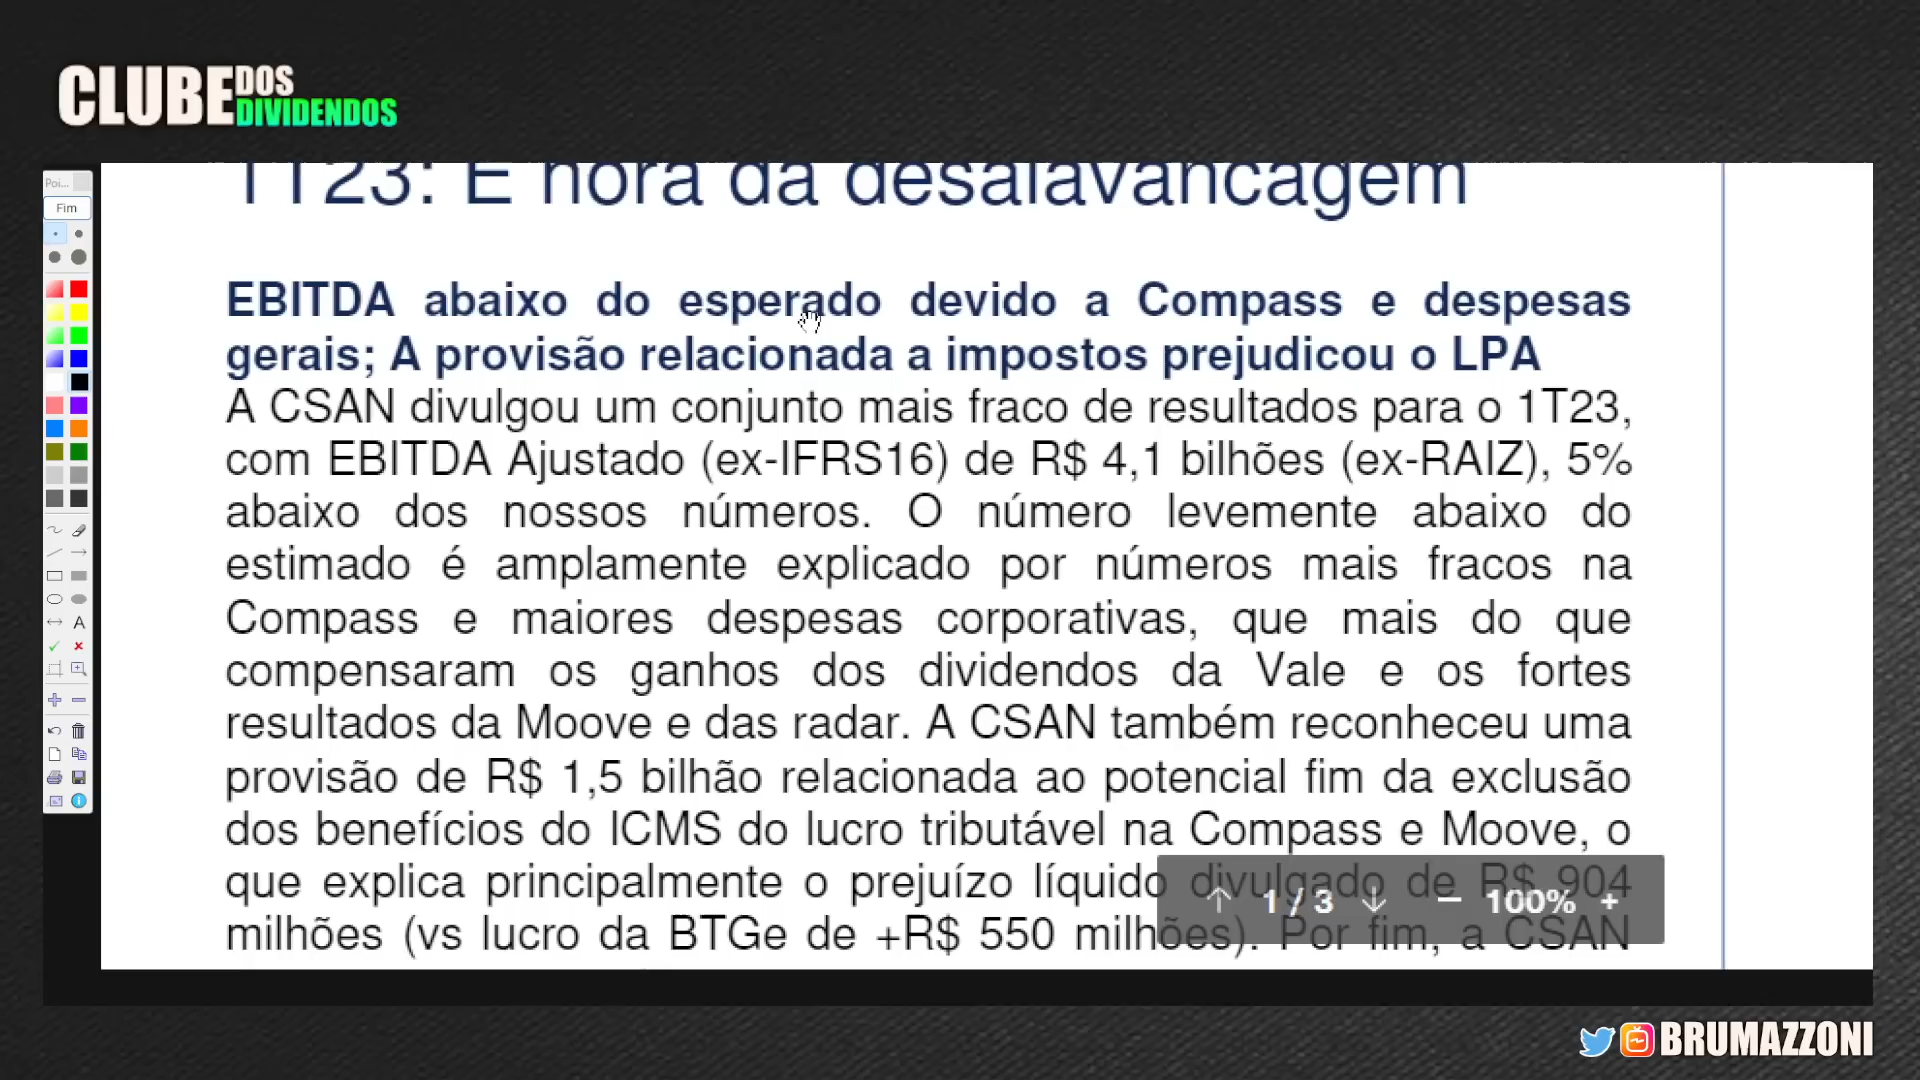 CLUBE DOS
DIVIDENDOS
Poi...
Fim
1T23: É hora da desalavancagem
EBITDA abaixo do esperado devido a Compass e despesas
gerais; A provisão relacionada a impostos prejudicou o LPA
A CSAN divulgou um conjunto mais fraco de resultados para o 1T23,
com EBITDA Ajustado (ex-IFRS16) de R$ 4,1 bilhões (ex-RAIZ), 5%
abaixo dos nossos números. O número levemente abaixo do
estimado é amplamente explicado por números mais fracos na
Compass e maiores despesas corporativas, que mais do que
compensaram os ganhos dos dividendos da Vale e os fortes
resultados da Moove e das radar. A CSAN também reconheceu uma
provisão de R$ 1,5 bilhão relacionada ao potencial fim da exclusão
dos benefícios do ICMS do lucro tributável na Compass e Moove, o
que explica principalmente o prejuízo líquido divulgado de R$ 904
milhões (vs lucro da BTGe de +R$ 550 milhões). Por fim, a CSAN
1 / 3
100%
A
BRUMAZZONI